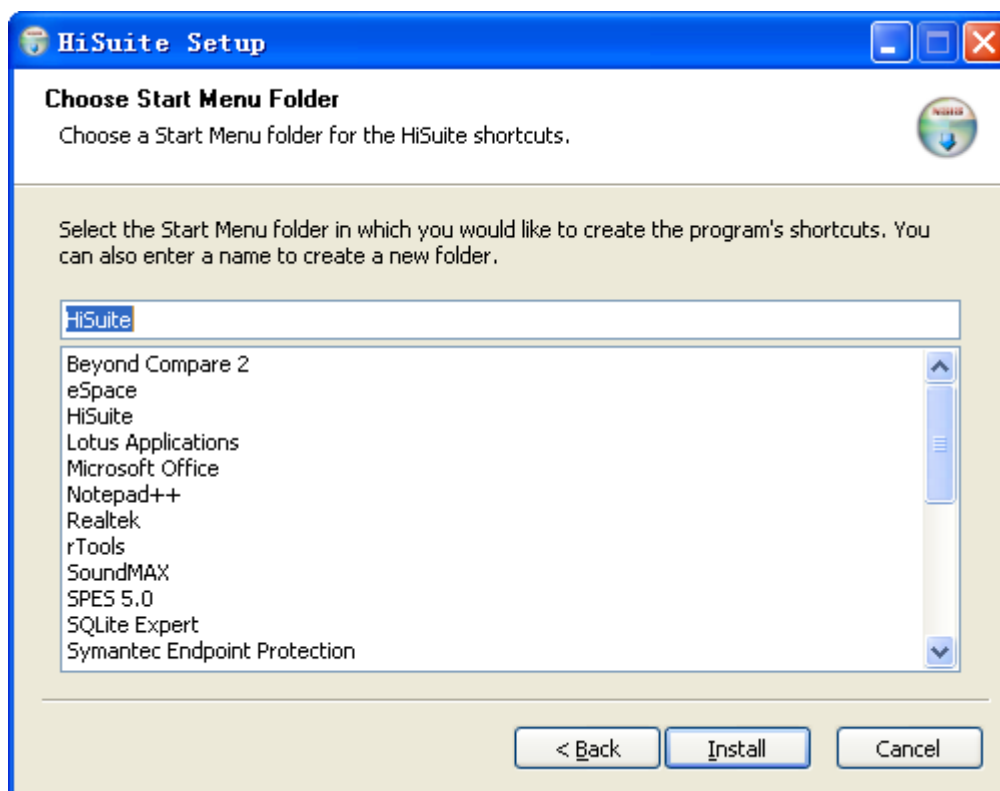 HiSuite Setup
Choose Start Menu Folder
Choose a Start Menu folder for the HiSuite shortcuts.
Select the Start Menu folder in which you would like to create the program's shortcuts. You
can also enter a name to create a new folder.
HiSuite
Beyond Compare 2
eSpace
HiSuite
Lotus Applications
Microsoft Office
Notepad++
Realtek
rTools
SoundMAX
SPES 5.0
SQLite Expert
Symantec Endpoint Protection
< Back
Install
Cancel